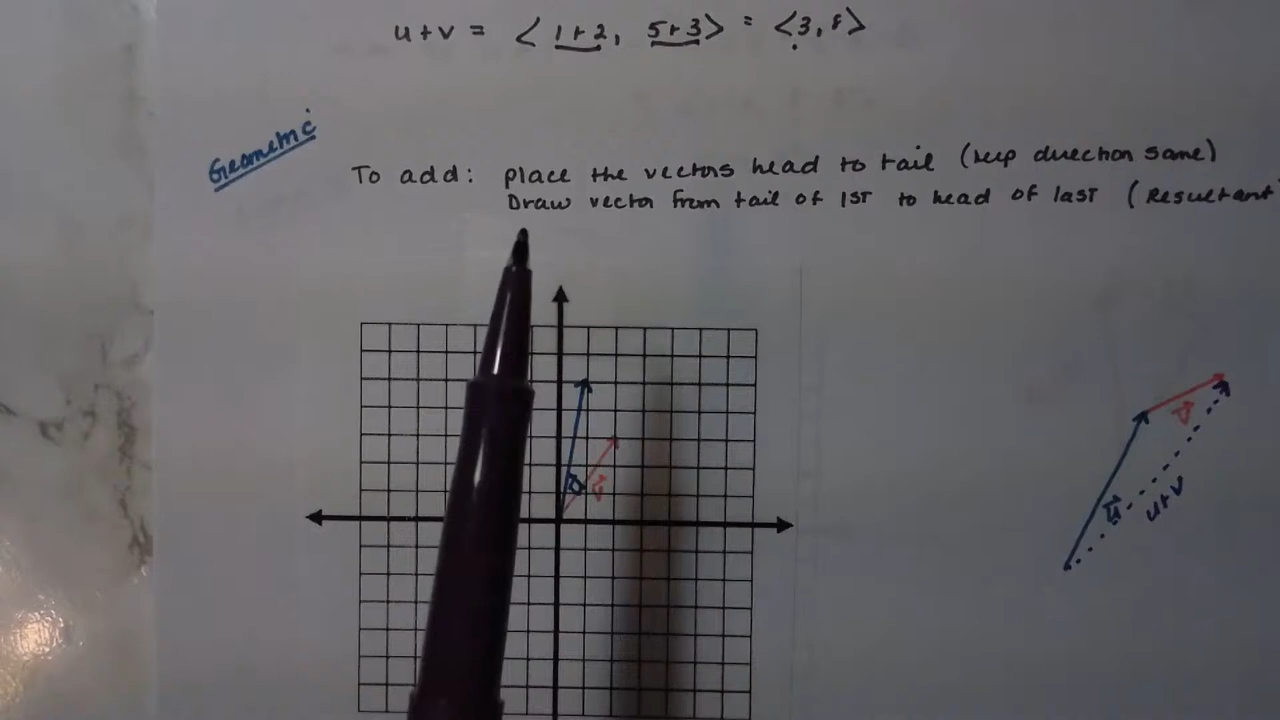 u+v = < 1+2, 5+3> = <3,8>
Geometric
To add: place the vectors head to tail (keep direction same)
Draw vector from tail of 1ST to head of last (Resultant
u
v
v
u
u+v